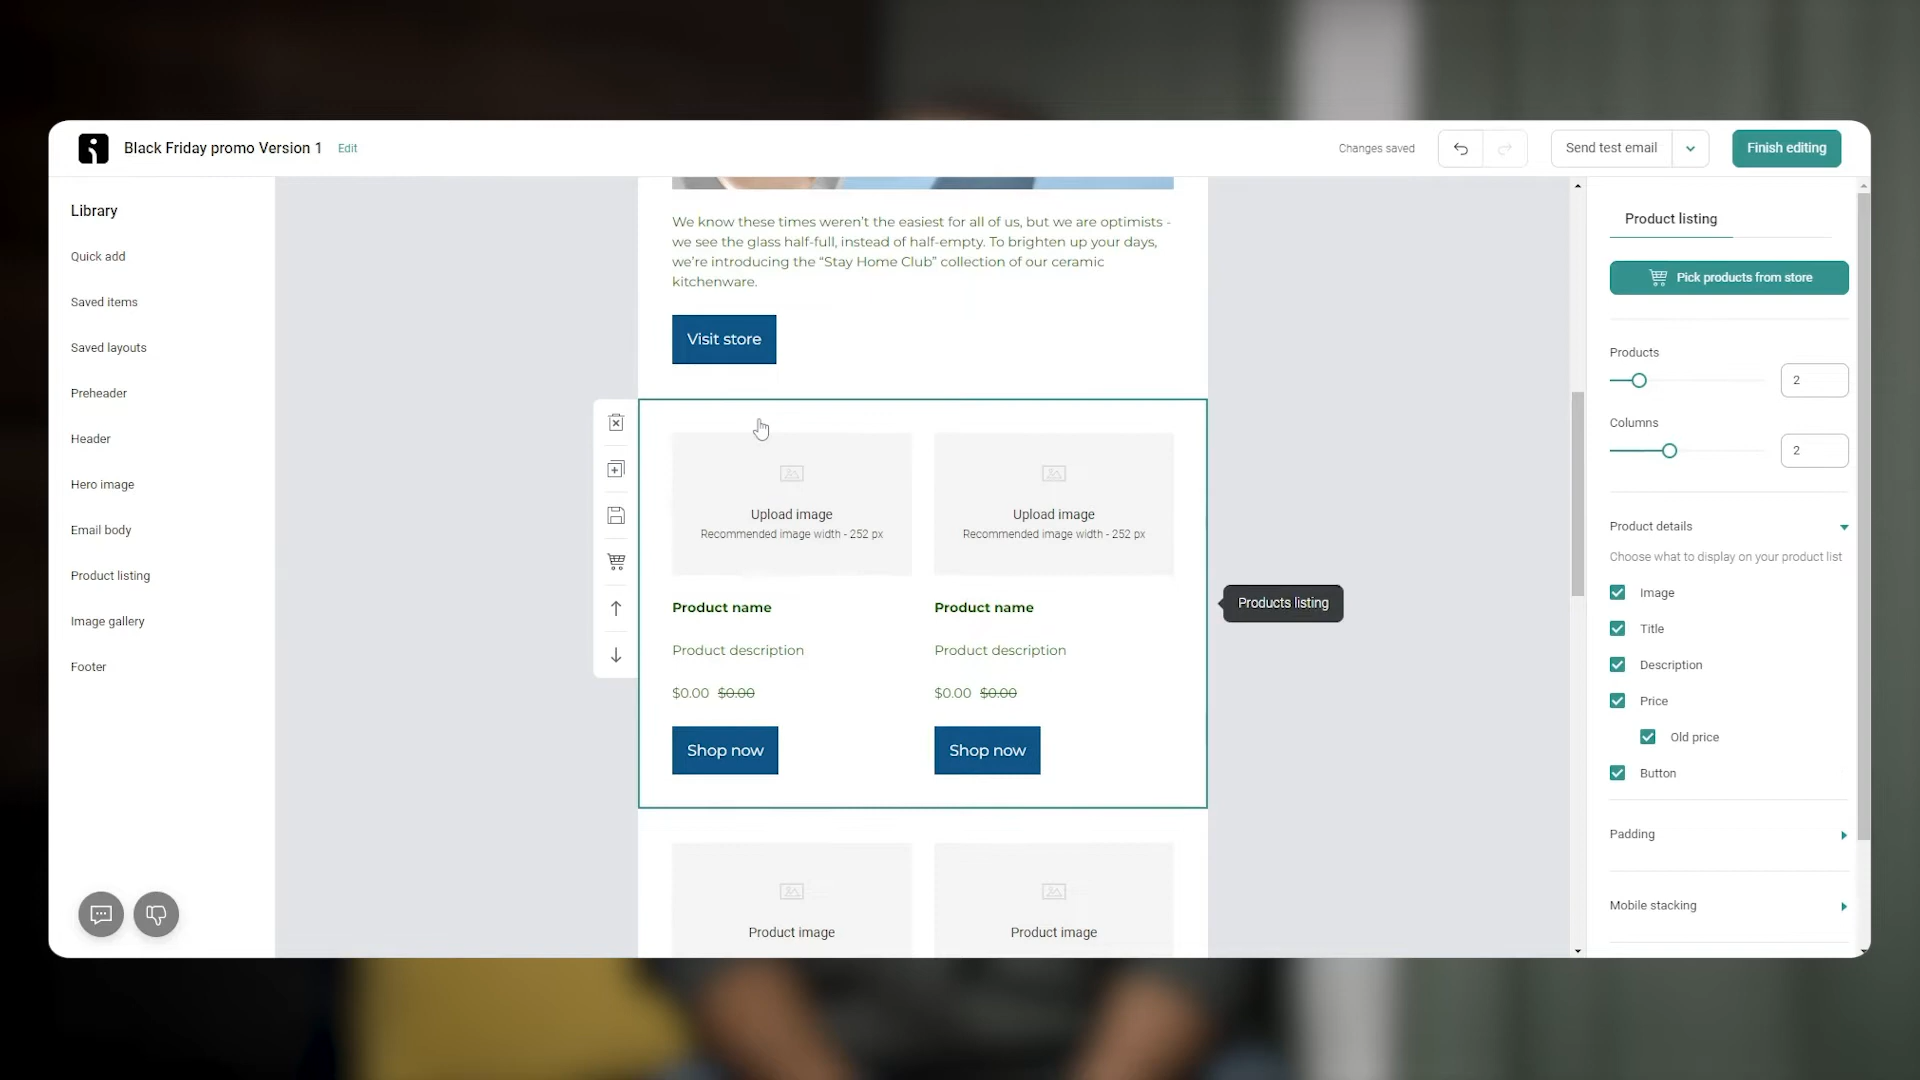 Black Friday promo Version 1
Edit
Changes saved
Send test email
Finish editing
Library
Quick add
Saved items
Saved layouts
Preheader
Header
Hero image
Email body
Product listing
Image gallery
Footer
We know these times weren’t the easiest for all of us, but we are optimists -
we see the glass half-full, instead of half-empty. To brighten up your days,
we’re introducing the “Stay Home Club” collection of our ceramic
kitchenware.
Visit store
Upload image
Recommended image width - 252 px
Upload image
Recommended image width - 252 px
Product name
Product name
Product description
Product description
$0.00 $0.00
$0.00 $0.00
Shop now
Shop now
Product image
Product image
Products listing
Product listing
Pick products from store
Products
2
Columns
2
Product details
Choose what to display on your product list
Image
Title
Description
Price
Old price
Button
Padding
Mobile stacking